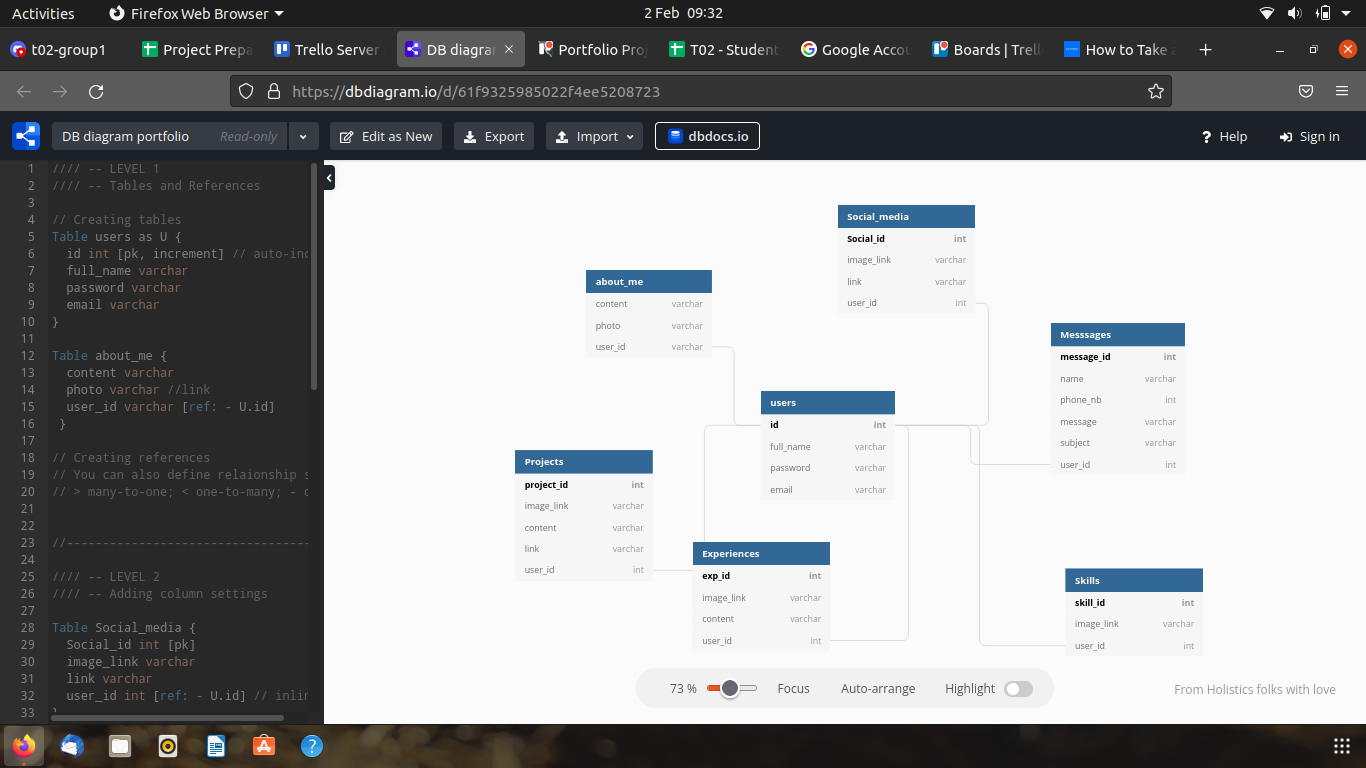 Activities
Firefox Web Browser
2 Feb 09:32
t02-group1
Project Prepa
Trello Server
DB diagram
Portfolio Proj
T02 - Student
Google Accou
Boards | Trell
How to Take a
https://dbdiagram.io/d/61f9325985022f4ee5208723
DB diagram portfolio
Read-only
Edit as New
Export
Import
dbdocs.io
Help
Sign in
1 //// -- LEVEL 1
2 //// -- Tables and References
3
4 // Creating tables
5 Table users as U {
6 id int [pk, increment] // auto-inc
7 full_name varchar
8 password varchar
9 email varchar
10 }
11
12 Table about_me {
13 content varchar
14 photo varchar //link
15 user_id varchar [ref: - U.id]
16 }
17
18 // Creating references
19 // You can also define relaionship s
20 // > many-to-one; < one-to-many; - o
21
22
23 //----------------------------------
24
25 //// -- LEVEL 2
26 //// -- Adding column settings
27
28 Table Social_media {
29 Social_id int [pk]
30 image_link varchar
31 link varchar
32 user_id int [ref: - U.id] // inlin
33 }
Social_media
Social_id int
image_link varchar
link varchar
user_id int
about_me
content varchar
photo varchar
user_id varchar
Messsages
message_id int
name varchar
phone_nb int
message varchar
subject varchar
user_id int
users
id int
full_name varchar
password varchar
email varchar
Projects
project_id int
image_link varchar
content varchar
link varchar
user_id int
Experiences
exp_id int
image_link varchar
content varchar
user_id int
Skills
skill_id int
image_link varchar
user_id int
73 %
Focus
Auto-arrange
Highlight
From Holistics folks with love